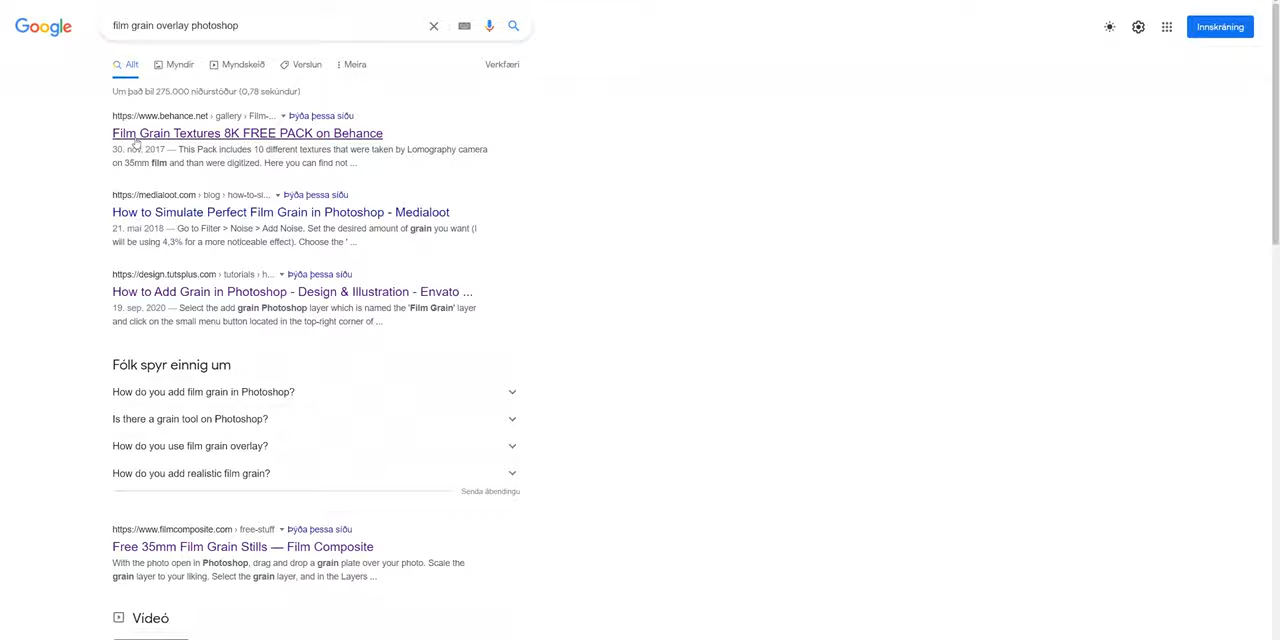 Google
film grain overlay photoshop
Innskráning
Allt
Myndir
Myndskeið
Verslun
Meira
Verkfæri
Um það bil 275.000 niðurstöður (0,78 sekúndur)
https://www.behance.net › gallery › Film-... Þýða þessa síðu
Film Grain Textures 8K FREE PACK on Behance
30. nóv. 2017 — This Pack includes 10 different textures that were taken by Lomography camera
on 35mm film and than were digitized. Here you can find not ...
https://medialoot.com › blog › how-to-si... Þýða þessa síðu
How to Simulate Perfect Film Grain in Photoshop - Medialoot
21. maí 2018 — Go to Filter > Noise > Add Noise. Set the desired amount of grain you want (I
will be using 4,3% for a more noticeable effect). Choose the ' ...
https://design.tutsplus.com › tutorials › h... Þýða þessa síðu
How to Add Grain in Photoshop - Design & Illustration - Envato ...
19. sep. 2020 — Select the add grain Photoshop layer which is named the 'Film Grain' layer
and click on the small menu button located in the top-right corner of ...
Fólk spyr einnig um
How do you add film grain in Photoshop?
Is there a grain tool on Photoshop?
How do you use film grain overlay?
How do you add realistic film grain?
Senda ábendingu
https://www.filmcomposite.com › free-stuff Þýða þessa síðu
Free 35mm Film Grain Stills — Film Composite
With the photo open in Photoshop, drag and drop a grain plate over your photo. Scale the
grain layer to your liking. Select the grain layer, and in the Layers ...
Vídeó